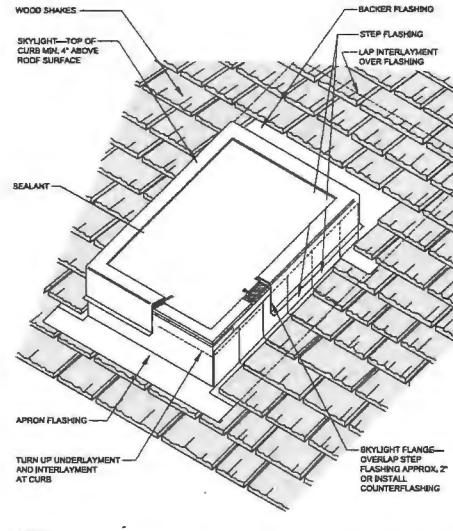 WOOD SHAKES
SKYLIGHT—TOP OF
CURB MIN. 4" ABOVE
ROOF SURFACE
SEALANT
APRON FLASHING
TURN UP UNDERLAYMENT
AND INTERLAYMENT
AT CURB
BACKER FLASHING
STEP FLASHING
LAP INTERLAYMENT
OVER FLASHING
SKYLIGHT FLANGE—
OVERLAP STEP
FLASHING APPROX. 2"
OR INSTALL
COUNTERFLASHING